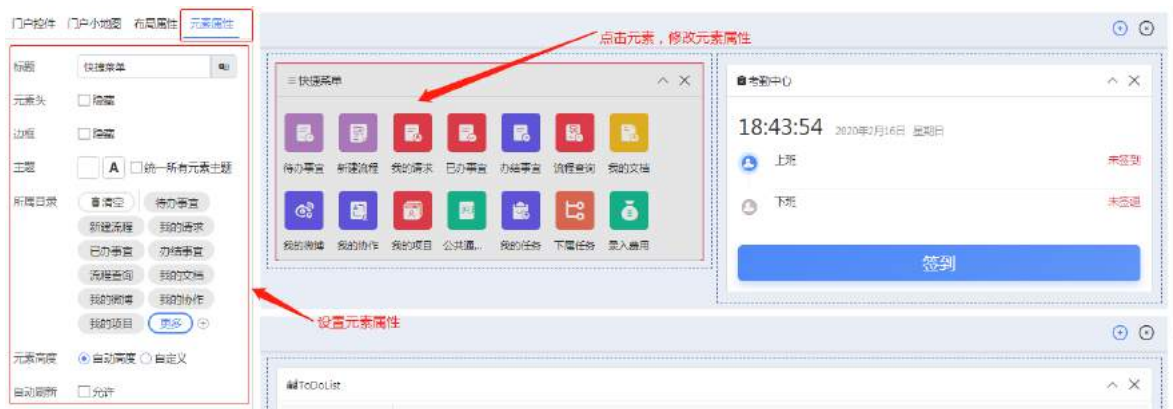 门户控件 门户小地图 布局属性 元素属性
标题 快捷菜单
元素头 隐藏
边框 隐藏
主题 A 统一所有元素主题
所属目录 清空 待办事宜
新建流程 我的请求
已办事宜 办结事宜
流程查询 我的文档
我的微博 我的协作
我的项目 更多
元素高度 自动高度 自定义
自动刷新 允许
点击元素，修改元素属性
快捷菜单
待办事宜 新建流程 我的请求 已办事宜 办结事宜 流程查询 我的文档
我的微博 我的协作 我的项目 公共通... 我的任务 下属任务 录入费用
设置元素属性
考勤中心
18:43:54 2020年2月16日 星期日
上班 未签到
下班 未签退
签到
ToDoList